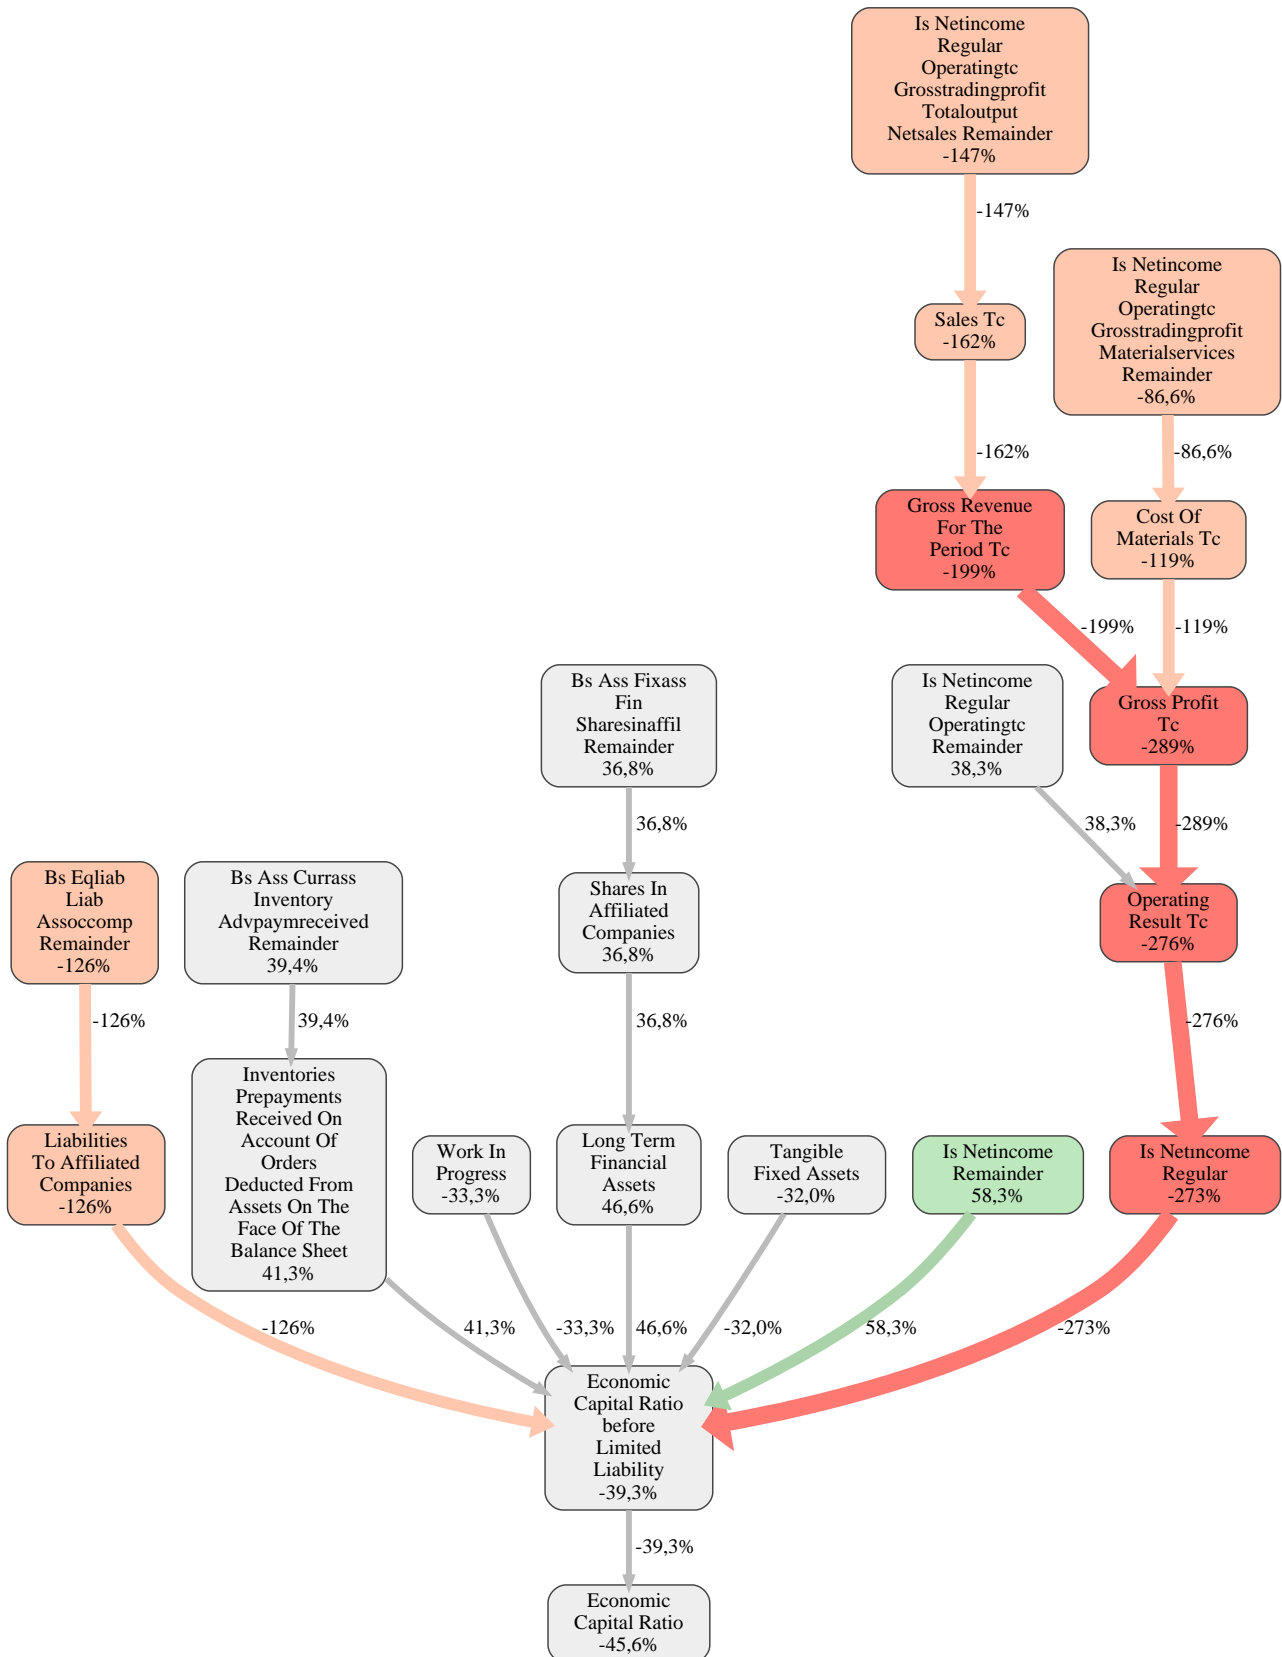 Is Netincome
Regular
Operatingtc
Grosstradingprofit
Totaloutput
Netsales Remainder
-147%
-147%
Is Netincome
Regular
Operatingtc
Grosstradingprofit
Materialservices
Remainder
-86,6%
Sales Tc
-162%
-162%
-86,6%
Gross Revenue
For The
Period Tc
-199%
Cost Of
Materials Tc
-119%
-199%
-119%
Bs Ass Fixass
Fin
Sharesinaffil
Remainder
36,8%
Is Netincome
Regular
Operatingtc
Remainder
38,3%
Gross Profit
Tc
-289%
36,8%
38,3%
-289%
Bs Eqliab
Liab
Assoccomp
Remainder
-126%
Bs Ass Currass
Inventory
Advpaymreceived
Remainder
39,4%
Shares In
Affiliated
Companies
36,8%
Operating
Result Tc
-276%
-126%
39,4%
36,8%
-276%
Liabilities
To Affiliated
Companies
-126%
Inventories
Prepayments
Received On
Account Of
Orders
Deducted From
Assets On The
Face Of The
Balance Sheet
41,3%
Work In
Progress
-33,3%
Long Term
Financial
Assets
46,6%
Tangible
Fixed Assets
-32,0%
Is Netincome
Remainder
58,3%
Is Netincome
Regular
-273%
-126%
41,3%
-33,3%
46,6%
-32,0%
58,3%
-273%
Economic
Capital Ratio
before
Limited
Liability
-39,3%
-39,3%
Economic
Capital Ratio
-45,6%